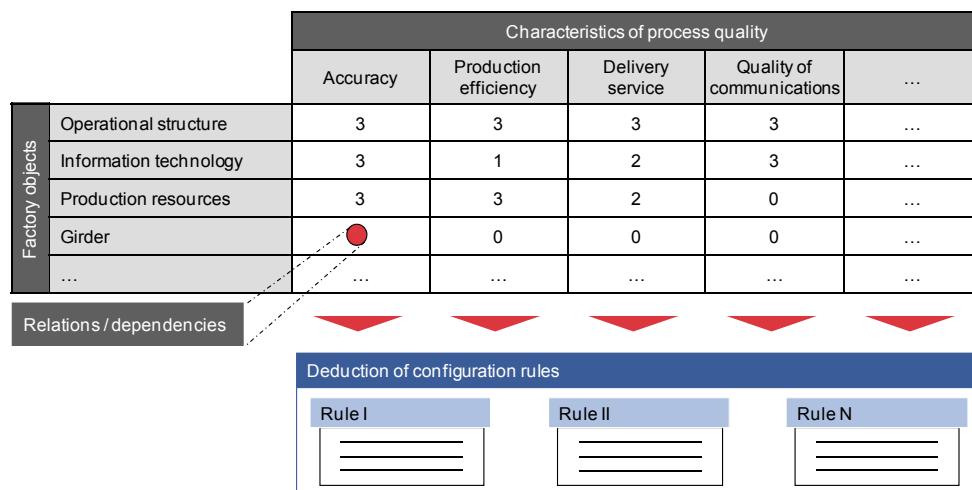 Characteristics of process quality
Accuracy
Production
efficiency
Delivery
service
Quality of
communications
…
Factory objects
Operational structure 3 3 3 3 …
Information technology 3 1 2 3 …
Production resources 3 3 2 0 …
Girder 0 0 0 …
… … … … … …
Relations / dependencies
Deduction of configuration rules
Rule I Rule II Rule N